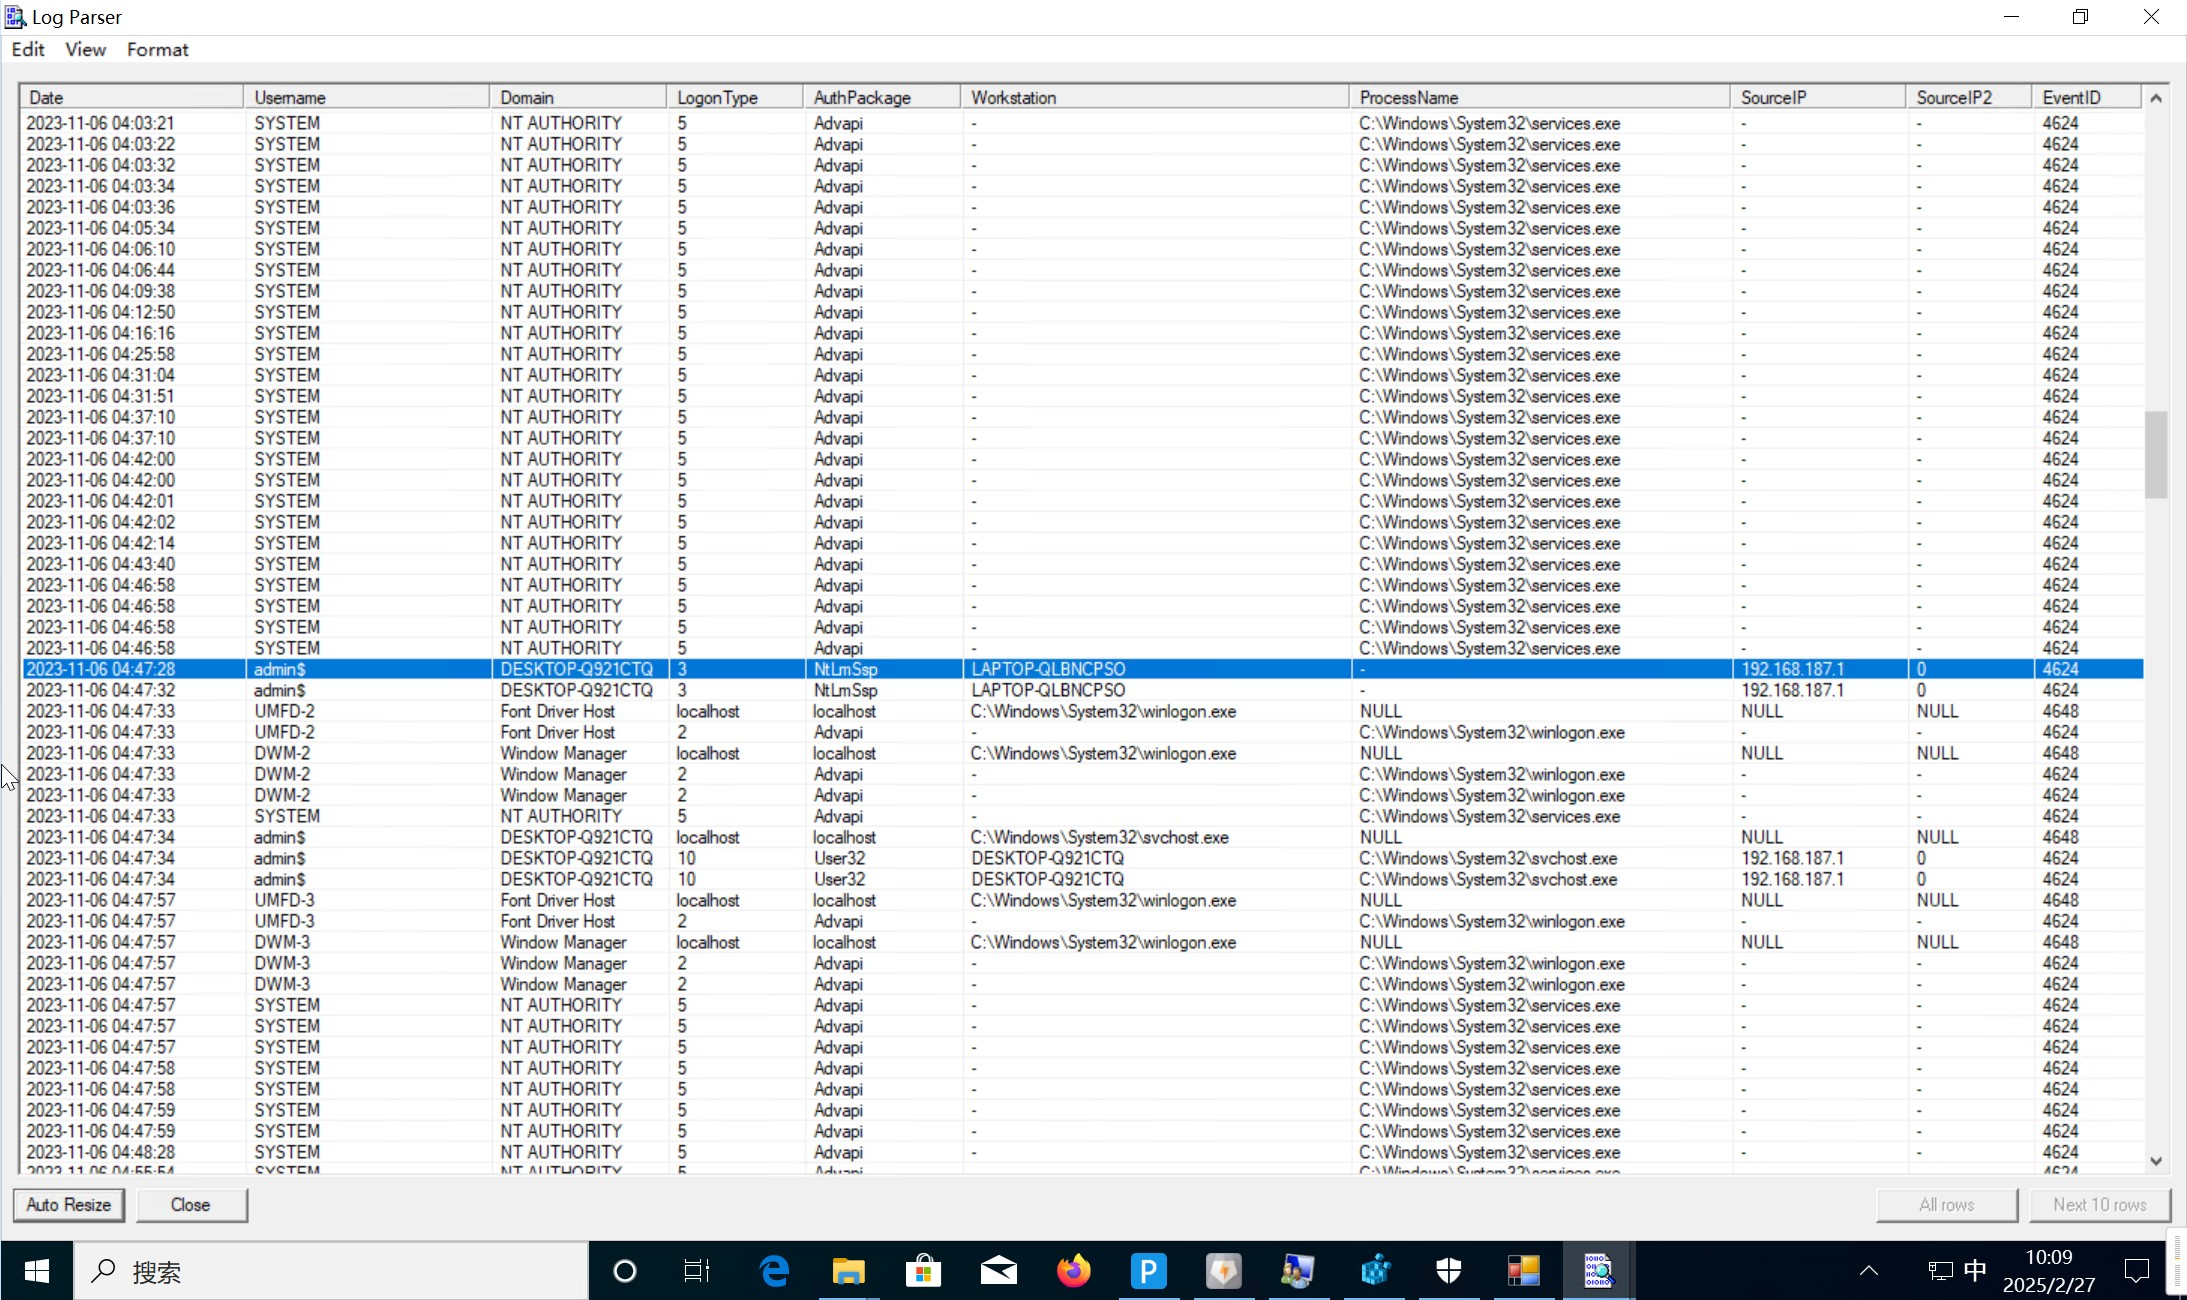 Log Parser
Edit View Format
Date Username Domain LogonType AuthPackage Workstation ProcessName SourceIP SourceIP2 EventID
2023-11-06 04:03:21 SYSTEM NT AUTHORITY 5 Advapi - C:\Windows\System32\services.exe - - 4624
2023-11-06 04:03:22 SYSTEM NT AUTHORITY 5 Advapi - C:\Windows\System32\services.exe - - 4624
2023-11-06 04:03:32 SYSTEM NT AUTHORITY 5 Advapi - C:\Windows\System32\services.exe - - 4624
2023-11-06 04:03:34 SYSTEM NT AUTHORITY 5 Advapi - C:\Windows\System32\services.exe - - 4624
2023-11-06 04:03:36 SYSTEM NT AUTHORITY 5 Advapi - C:\Windows\System32\services.exe - - 4624
2023-11-06 04:05:34 SYSTEM NT AUTHORITY 5 Advapi - C:\Windows\System32\services.exe - - 4624
2023-11-06 04:06:10 SYSTEM NT AUTHORITY 5 Advapi - C:\Windows\System32\services.exe - - 4624
2023-11-06 04:06:44 SYSTEM NT AUTHORITY 5 Advapi - C:\Windows\System32\services.exe - - 4624
2023-11-06 04:09:38 SYSTEM NT AUTHORITY 5 Advapi - C:\Windows\System32\services.exe - - 4624
2023-11-06 04:12:50 SYSTEM NT AUTHORITY 5 Advapi - C:\Windows\System32\services.exe - - 4624
2023-11-06 04:16:16 SYSTEM NT AUTHORITY 5 Advapi - C:\Windows\System32\services.exe - - 4624
2023-11-06 04:25:58 SYSTEM NT AUTHORITY 5 Advapi - C:\Windows\System32\services.exe - - 4624
2023-11-06 04:31:04 SYSTEM NT AUTHORITY 5 Advapi - C:\Windows\System32\services.exe - - 4624
2023-11-06 04:31:51 SYSTEM NT AUTHORITY 5 Advapi - C:\Windows\System32\services.exe - - 4624
2023-11-06 04:37:10 SYSTEM NT AUTHORITY 5 Advapi - C:\Windows\System32\services.exe - - 4624
2023-11-06 04:37:10 SYSTEM NT AUTHORITY 5 Advapi - C:\Windows\System32\services.exe - - 4624
2023-11-06 04:42:00 SYSTEM NT AUTHORITY 5 Advapi - C:\Windows\System32\services.exe - - 4624
2023-11-06 04:42:00 SYSTEM NT AUTHORITY 5 Advapi - C:\Windows\System32\services.exe - - 4624
2023-11-06 04:42:01 SYSTEM NT AUTHORITY 5 Advapi - C:\Windows\System32\services.exe - - 4624
2023-11-06 04:42:02 SYSTEM NT AUTHORITY 5 Advapi - C:\Windows\System32\services.exe - - 4624
2023-11-06 04:42:14 SYSTEM NT AUTHORITY 5 Advapi - C:\Windows\System32\services.exe - - 4624
2023-11-06 04:43:40 SYSTEM NT AUTHORITY 5 Advapi - C:\Windows\System32\services.exe - - 4624
2023-11-06 04:46:58 SYSTEM NT AUTHORITY 5 Advapi - C:\Windows\System32\services.exe - - 4624
2023-11-06 04:46:58 SYSTEM NT AUTHORITY 5 Advapi - C:\Windows\System32\services.exe - - 4624
2023-11-06 04:46:58 SYSTEM NT AUTHORITY 5 Advapi - C:\Windows\System32\services.exe - - 4624
2023-11-06 04:46:58 SYSTEM NT AUTHORITY 5 Advapi - C:\Windows\System32\services.exe - - 4624
2023-11-06 04:47:28 admin$ DESKTOP-Q921CTQ 3 NtLmSsp LAPTOP-QLBNCPSO - 192.168.187.1 0 4624
2023-11-06 04:47:32 admin$ DESKTOP-Q921CTQ 3 NtLmSsp LAPTOP-QLBNCPSO - 192.168.187.1 0 4624
2023-11-06 04:47:33 UMFD-2 Font Driver Host localhost localhost C:\Windows\System32\winlogon.exe NULL NULL NULL 4648
2023-11-06 04:47:33 UMFD-2 Font Driver Host 2 Advapi - C:\Windows\System32\winlogon.exe - - 4624
2023-11-06 04:47:33 DWM-2 Window Manager localhost localhost C:\Windows\System32\winlogon.exe NULL NULL NULL 4648
2023-11-06 04:47:33 DWM-2 Window Manager 2 Advapi - C:\Windows\System32\winlogon.exe - - 4624
2023-11-06 04:47:33 DWM-2 Window Manager 2 Advapi - C:\Windows\System32\winlogon.exe - - 4624
2023-11-06 04:47:33 SYSTEM NT AUTHORITY 5 Advapi - C:\Windows\System32\services.exe - - 4624
2023-11-06 04:47:34 admin$ DESKTOP-Q921CTQ localhost localhost C:\Windows\System32\svchost.exe NULL NULL NULL 4648
2023-11-06 04:47:34 admin$ DESKTOP-Q921CTQ 10 User32 DESKTOP-Q921CTQ C:\Windows\System32\svchost.exe 192.168.187.1 0 4624
2023-11-06 04:47:34 admin$ DESKTOP-Q921CTQ 10 User32 DESKTOP-Q921CTQ C:\Windows\System32\svchost.exe 192.168.187.1 0 4624
2023-11-06 04:47:57 UMFD-3 Font Driver Host localhost localhost C:\Windows\System32\winlogon.exe NULL NULL NULL 4648
2023-11-06 04:47:57 UMFD-3 Font Driver Host 2 Advapi - C:\Windows\System32\winlogon.exe - - 4624
2023-11-06 04:47:57 DWM-3 Window Manager localhost localhost C:\Windows\System32\winlogon.exe NULL NULL NULL 4648
2023-11-06 04:47:57 DWM-3 Window Manager 2 Advapi - C:\Windows\System32\winlogon.exe - - 4624
2023-11-06 04:47:57 DWM-3 Window Manager 2 Advapi - C:\Windows\System32\winlogon.exe - - 4624
2023-11-06 04:47:57 SYSTEM NT AUTHORITY 5 Advapi - C:\Windows\System32\services.exe - - 4624
2023-11-06 04:47:57 SYSTEM NT AUTHORITY 5 Advapi - C:\Windows\System32\services.exe - - 4624
2023-11-06 04:47:57 SYSTEM NT AUTHORITY 5 Advapi - C:\Windows\System32\services.exe - - 4624
2023-11-06 04:47:58 SYSTEM NT AUTHORITY 5 Advapi - C:\Windows\System32\services.exe - - 4624
2023-11-06 04:47:58 SYSTEM NT AUTHORITY 5 Advapi - C:\Windows\System32\services.exe - - 4624
2023-11-06 04:47:59 SYSTEM NT AUTHORITY 5 Advapi - C:\Windows\System32\services.exe - - 4624
2023-11-06 04:47:59 SYSTEM NT AUTHORITY 5 Advapi - C:\Windows\System32\services.exe - - 4624
2023-11-06 04:48:28 SYSTEM NT AUTHORITY 5 Advapi - C:\Windows\System32\services.exe - - 4624
2023-11-06 04:55:54 SYSTEM NT AUTHORITY 5 Advapi C:\Windows\System32\services.exe 4624
Auto Resize Close All rows Next 10 rows
搜索
P
中
10:09
2025/2/27